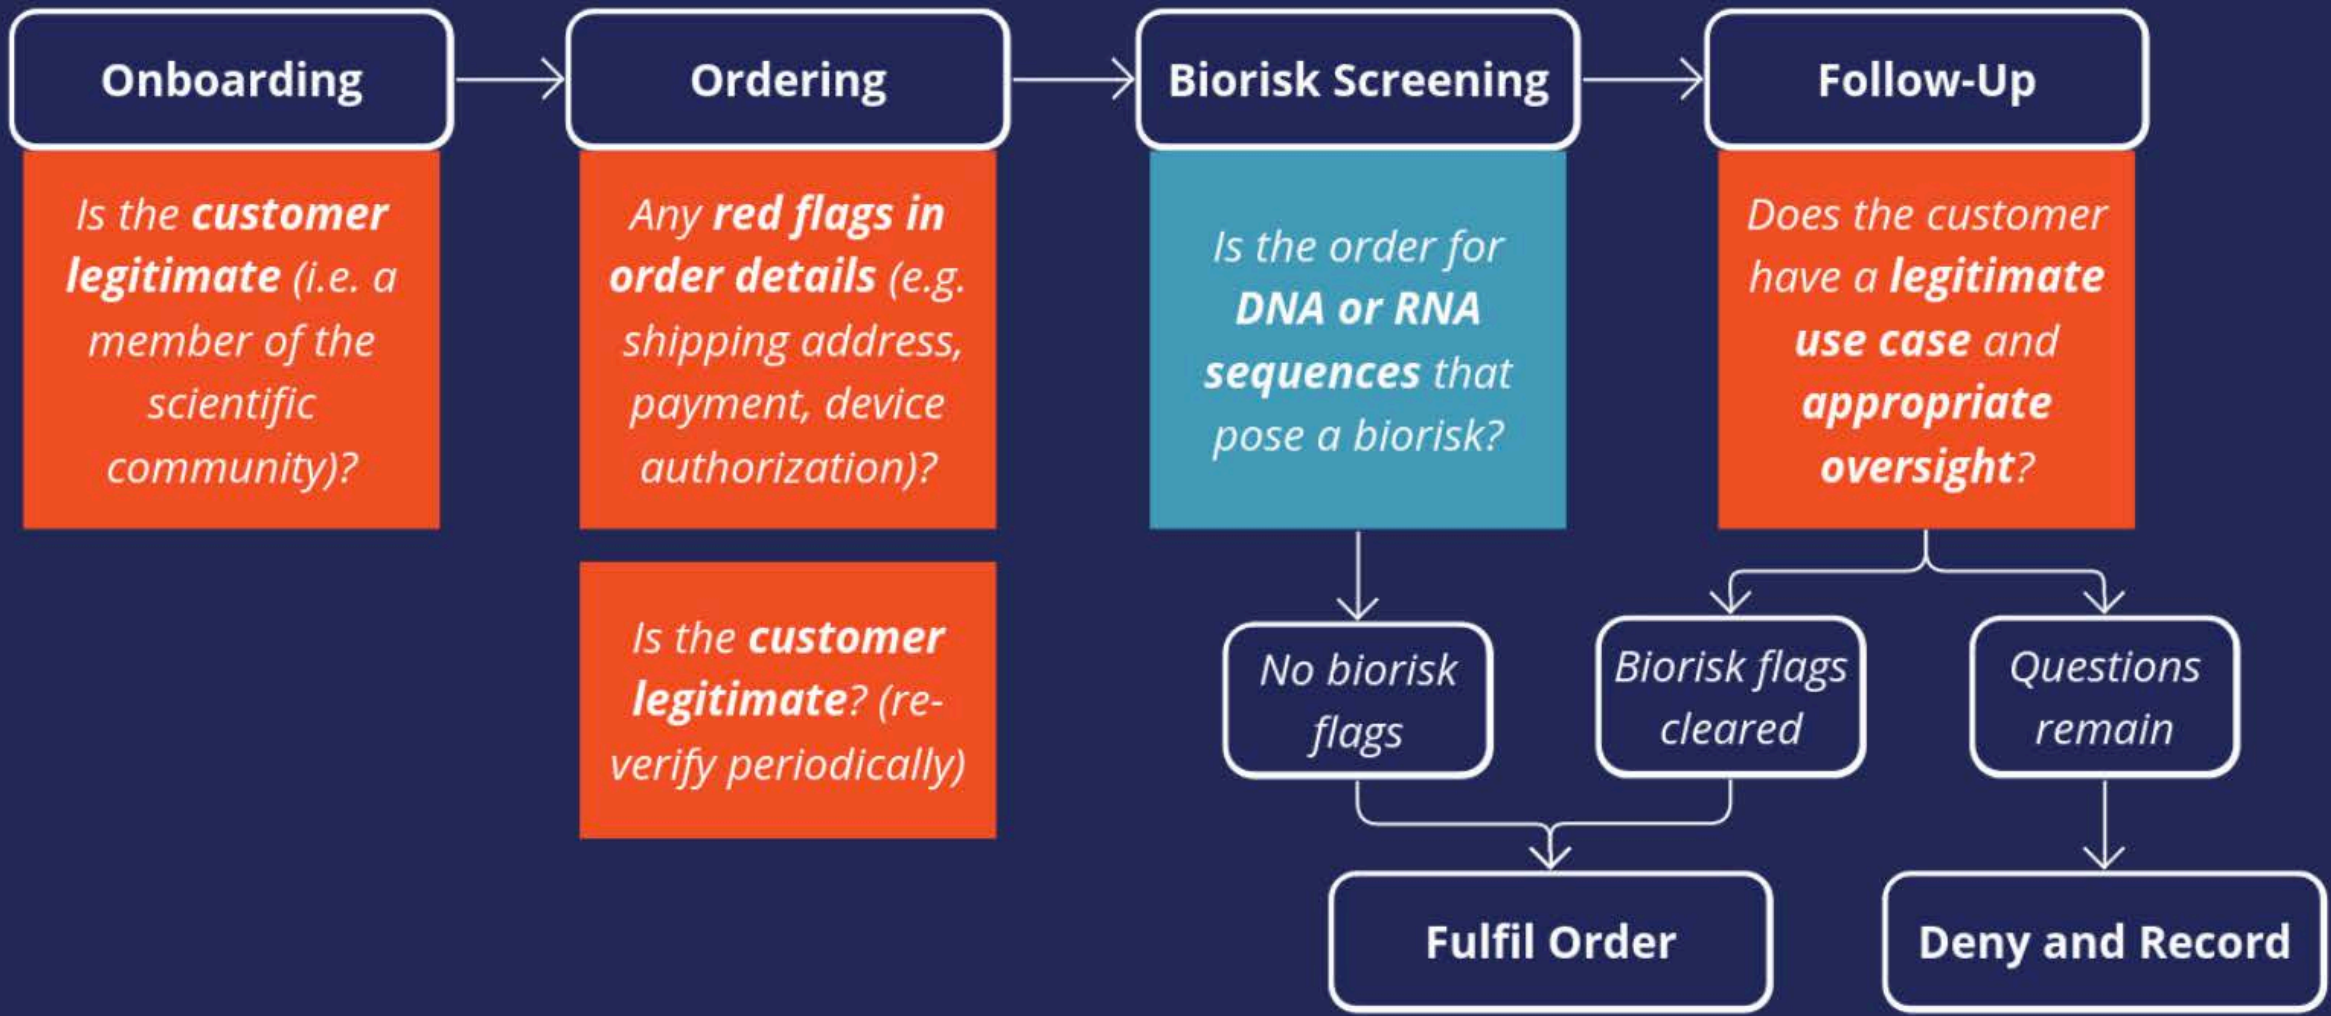 Onboarding
Ordering
Biorisk Screening
Follow-Up
Is the customer
legitimate (i.e. a
member of the
scientific
community)?
Any red flags in
order details (e.g.
shipping address,
payment, device
authorization)?
Is the customer
legitimate? (re-
verify periodically)
Is the order for
DNA or RNA
sequences that
pose a biorisk?
Does the customer
have a legitimate
use case and
appropriate
oversight?
No biorisk
flags
Biorisk flags
cleared
Questions
remain
Fulfil Order
Deny and Record